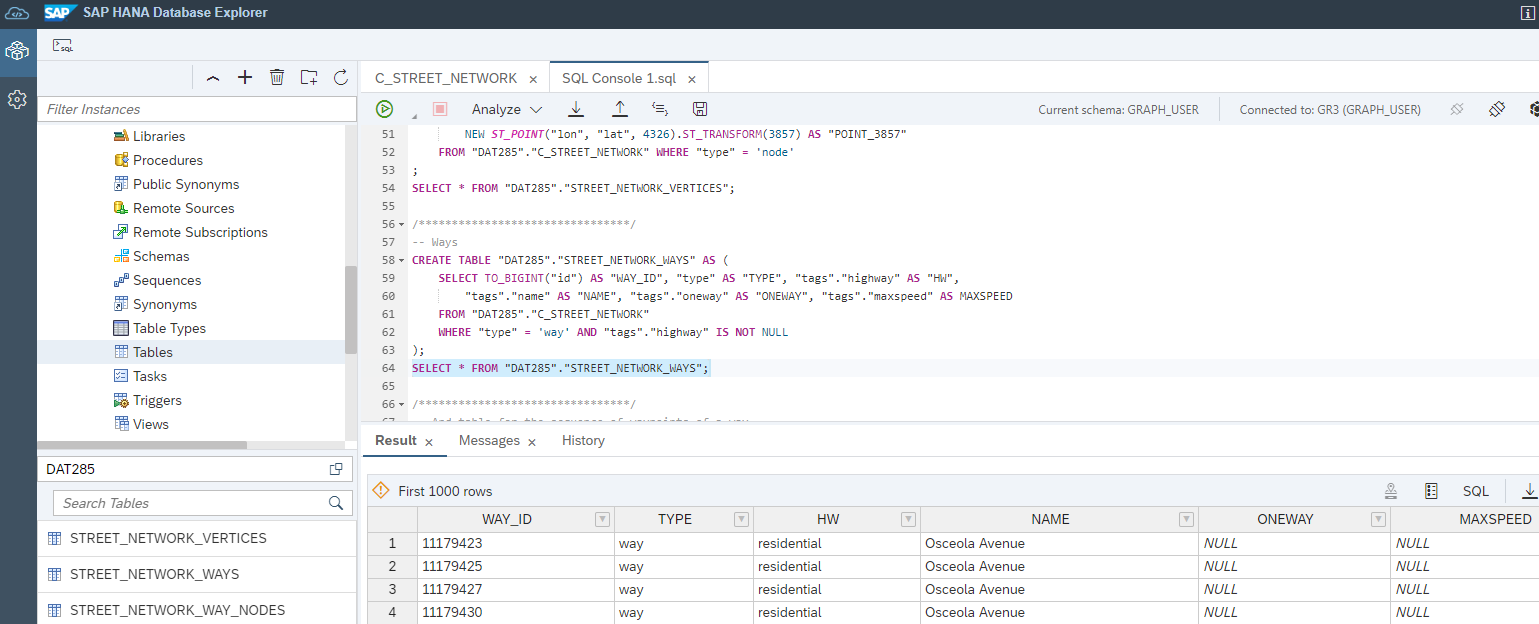 SAP SAP HANA Database Explorer
SQL
C_STREET_NETWORK × SQL Console 1.sql ×
Filter Instances
Analyze
Current schema: GRAPH_USER Connected to: GR3 (GRAPH_USER)
Libraries
Procedures
Public Synonyms
Remote Sources
Remote Subscriptions
Schemas
Sequences
Synonyms
Table Types
Tables
Tasks
Triggers
Views
DAT285
Search Tables
STREET_NETWORK_VERTICES
STREET_NETWORK_WAYS
STREET_NETWORK_WAY_NODES
51 NEW ST_POINT("lon", "lat", 4326).ST_TRANSFORM(3857) AS "POINT_3857"
52 FROM "DAT285"."C_STREET_NETWORK" WHERE "type" = 'node'
53 ;
54 SELECT * FROM "DAT285"."STREET_NETWORK_VERTICES";
55
56 /********************************/
57 -- Ways
58 CREATE TABLE "DAT285"."STREET_NETWORK_WAYS" AS (
59 SELECT TO_BIGINT("id") AS "WAY_ID", "type" AS "TYPE", "tags"."highway" AS "HW",
60 "tags"."name" AS "NAME", "tags"."oneway" AS "ONEWAY", "tags"."maxspeed" AS MAXSPEED
61 FROM "DAT285"."C_STREET_NETWORK"
62 WHERE "type" = 'way' AND "tags"."highway" IS NOT NULL
63 );
64 SELECT * FROM "DAT285"."STREET_NETWORK_WAYS";
65
66 /********************************/
Result × Messages × History
First 1000 rows
SQL
WAY_ID TYPE HW NAME ONEWAY MAXSPEED
1 11179423 way residential Osceola Avenue NULL NULL
2 11179425 way residential Osceola Avenue NULL NULL
3 11179427 way residential Osceola Avenue NULL NULL
4 11179430 way residential Osceola Avenue NULL NULL